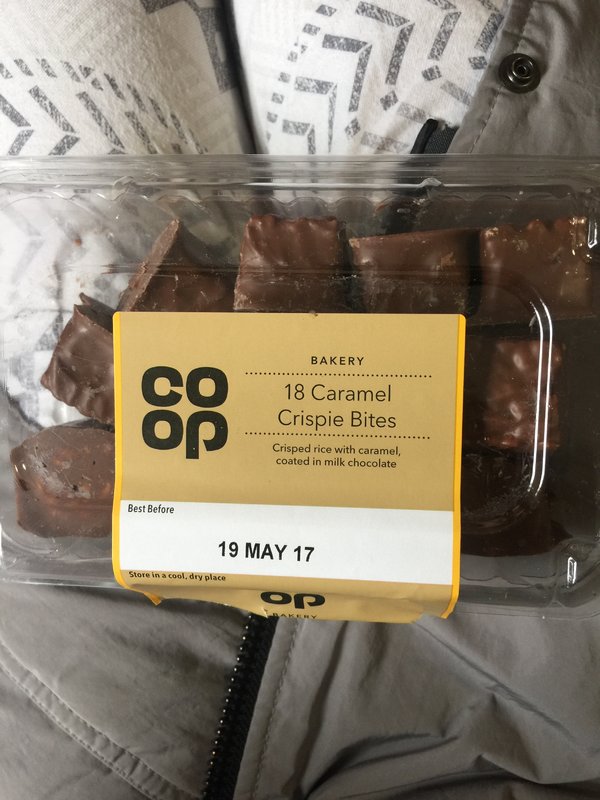 CO
OP
BAKERY
18 Caramel
Crispie Bites
Crisped rice with caramel,
coated in milk chocolate
Best Before
19 MAY 17
Store in a cool, dry place
OP
BAKERY